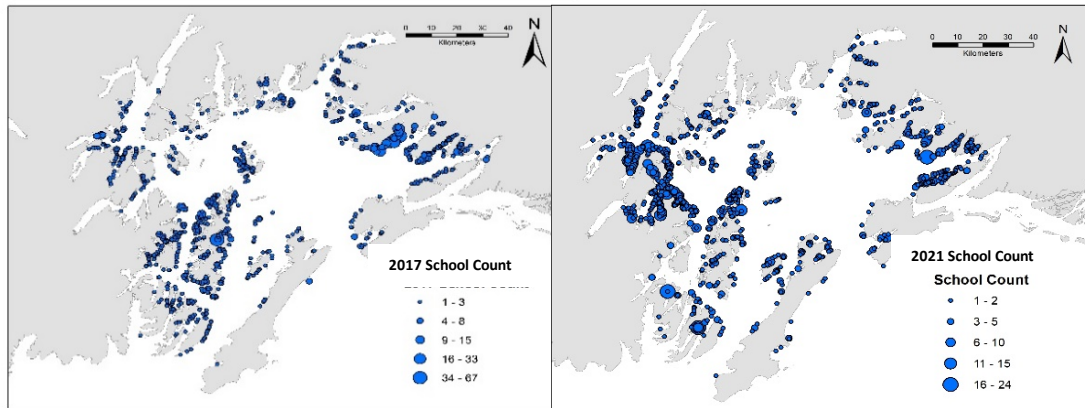 0 10 20 30 40
Kilometers
N
2017 School Count
1 - 3
4 - 8
9 - 15
16 - 33
34 - 67
0 10 20 30 40
Kilometers
N
2021 School Count
School Count
1 - 2
3 - 5
6 - 10
11 - 15
16 - 24